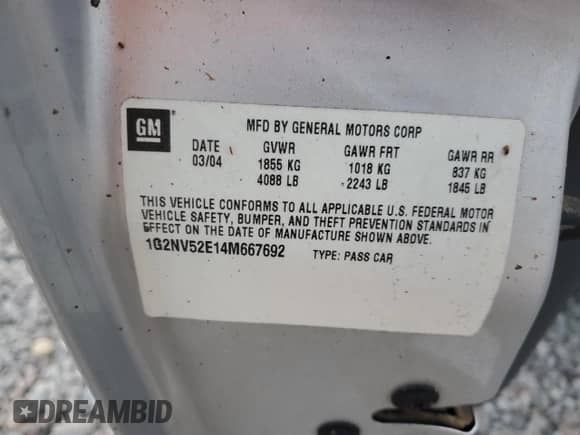 GM
MFD BY GENERAL MOTORS CORP
DATE GVWR GAWR FRT GAWR RR
03/04 1855 KG 1018 KG 837 KG
4088 LB 2243 LB 1845 LB
THIS VEHICLE CONFORMS TO ALL APPLICABLE U.S. FEDERAL MOTOR
VEHICLE SAFETY, BUMPER, AND THEFT PREVENTION STANDARDS IN
EFFECT ON THE DATE OF MANUFACTURE SHOWN ABOVE.
1G2NV52E14M667692 TYPE: PASS CAR
DREAMBID